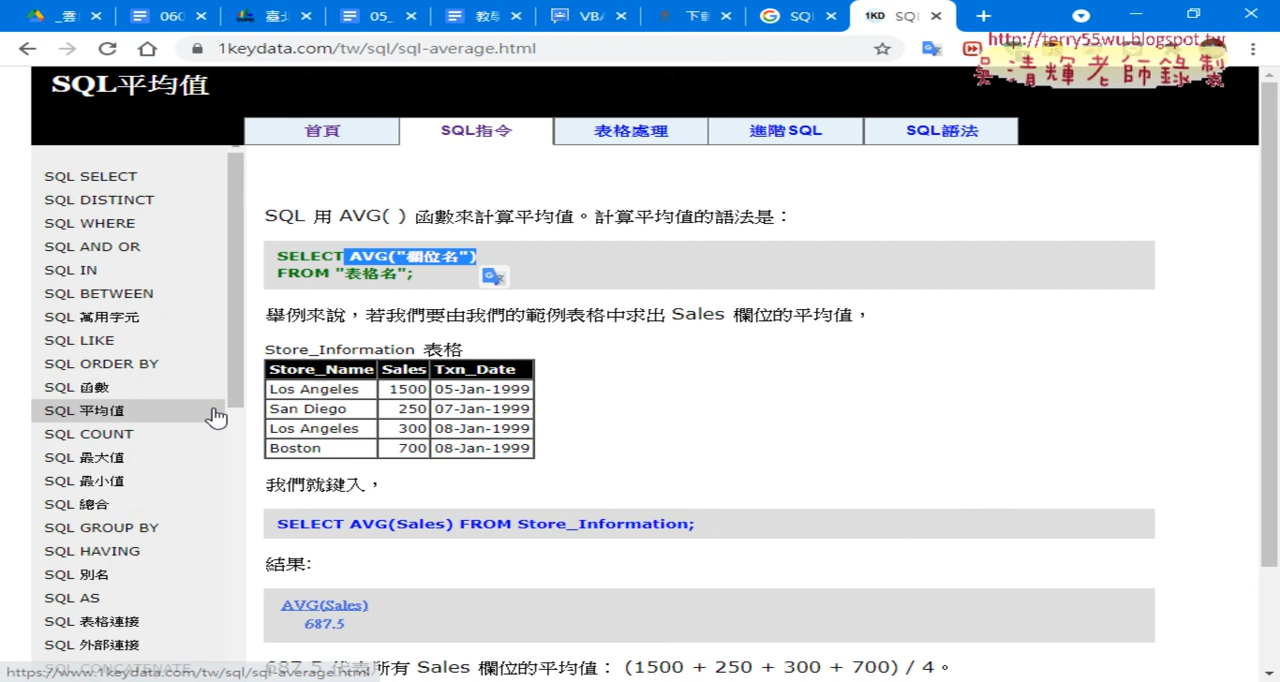 雲
060
臺
05_
教
VBA
下
SQ
1KD SQ
1keydata.com/tw/sql/sql-average.html
http://terry55wu.blogspot.tw
吳清輝老師錄製
SQL平均值
首頁
SQL指令
表格處理
進階SQL
SQL語法
SQL SELECT
SQL DISTINCT
SQL WHERE
SQL AND OR
SQL IN
SQL BETWEEN
SQL 萬用字元
SQL LIKE
SQL ORDER BY
SQL 函數
SQL 平均值
SQL COUNT
SQL 最大值
SQL 最小值
SQL 總合
SQL GROUP BY
SQL HAVING
SQL 別名
SQL AS
SQL 表格連接
SQL 外部連接
SQL CONCATENATE
https://www.1keydata.com/tw/sql/sql-average.html
SQL 用 AVG( ) 函數來計算平均值。計算平均值的語法是：
SELECT AVG("欄位名")
FROM "表格名";
舉例來說，若我們要由我們的範例表格中求出 Sales 欄位的平均值，
Store_Information 表格
Store_Name Sales Txn_Date
Los Angeles 1500 05-Jan-1999
San Diego 250 07-Jan-1999
Los Angeles 300 08-Jan-1999
Boston 700 08-Jan-1999
我們就鍵入，
SELECT AVG(Sales) FROM Store_Information;
結果:
AVG(Sales)
687.5
687.5 代表所有 Sales 欄位的平均值： (1500 + 250 + 300 + 700) / 4。